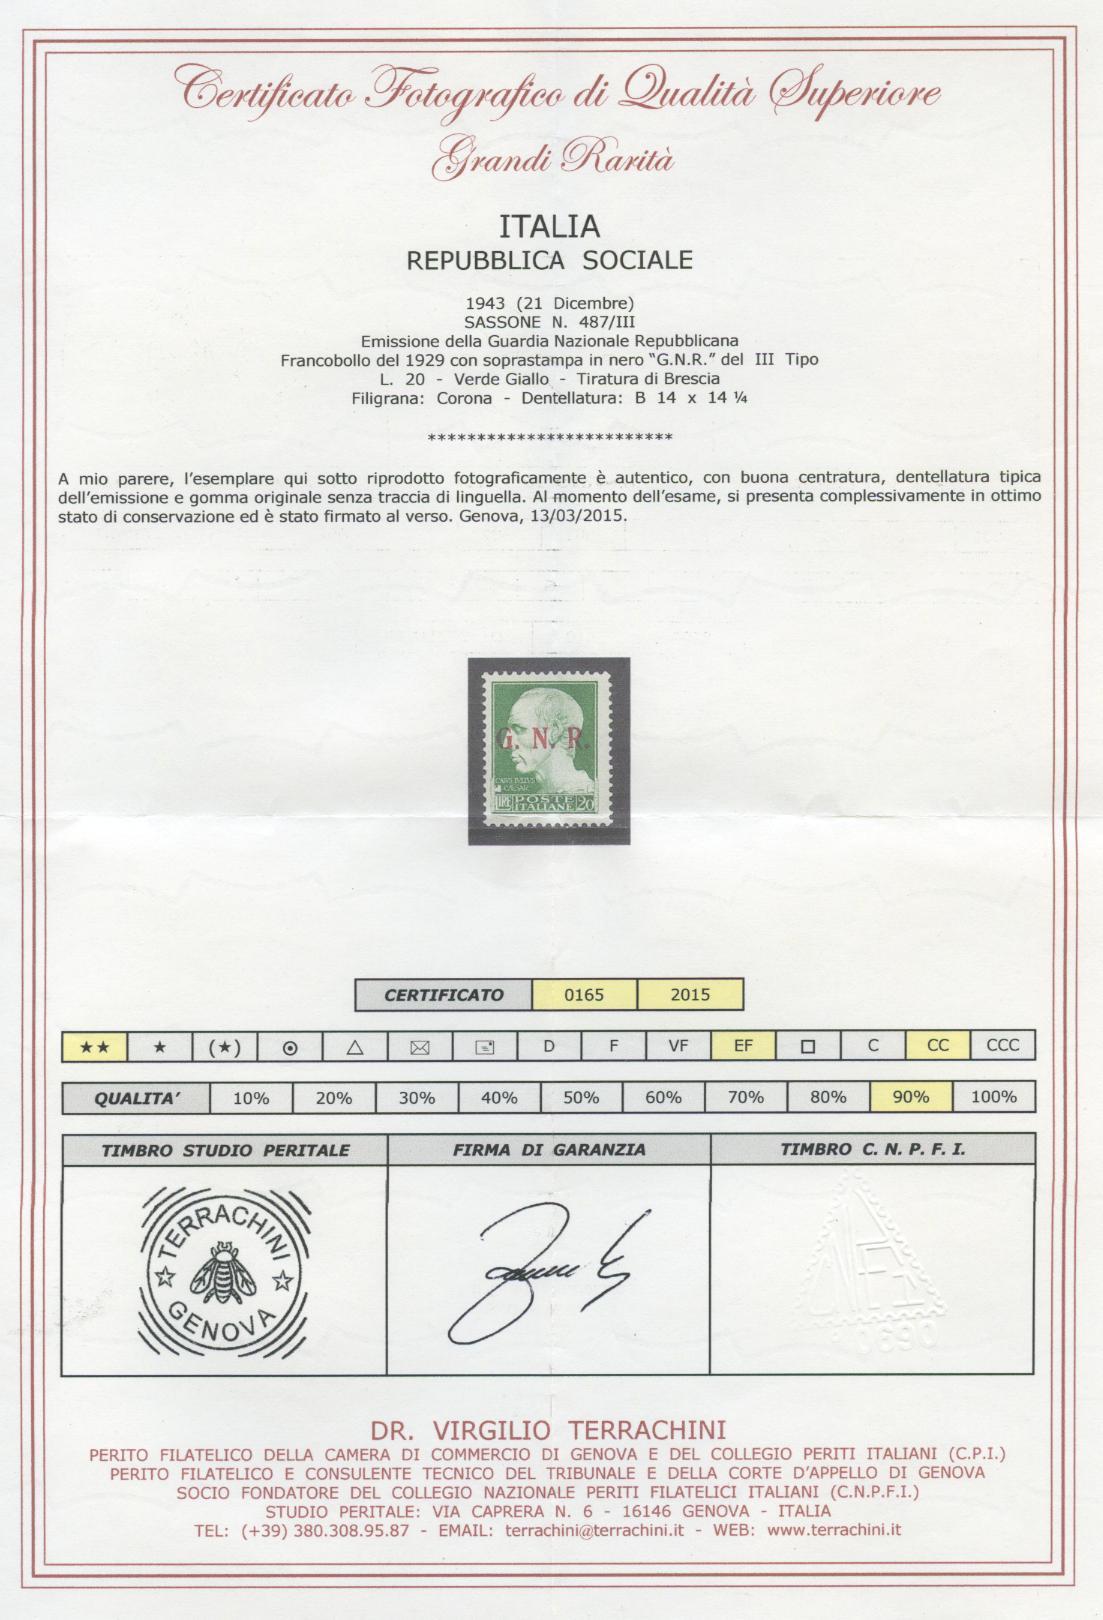 Certificato Fotografico di Qualità Superiore
Grandi Rarità
ITALIA
REPUBBLICA SOCIALE
1943 (21 Dicembre)
SASSONE N. 487/III
Emissione della Guardia Nazionale Repubblicana
Francobollo del 1929 con soprastampa in nero “G.N.R.” del III Tipo
L. 20 - Verde Giallo - Tiratura di Brescia
Filigrana: Corona - Dentellatura: B 14 x 14 ¼
*************************
A mio parere, l’esemplare qui sotto riprodotto fotograficamente è autentico, con buona centratura, dentellatura tipica
dell’emissione e gomma originale senza traccia di linguella. Al momento dell’esame, si presenta complessivamente in ottimo
stato di conservazione ed è stato firmato al verso. Genova, 13/03/2015.
G. N. R.
CAIVS IVLIVS
CÆSAR
LIRE POSTE ITALIANE 20
CERTIFICATO 0165 2015
★★ ★ (★) D F VF EF C CC CCC
QUALITA’ 10% 20% 30% 40% 50% 60% 70% 80% 90% 100%
TIMBRO STUDIO PERITALE FIRMA DI GARANZIA TIMBRO C. N. P. F. I.
TERRACHINI
GENOVA
DR. VIRGILIO TERRACHINI
PERITO FILATELICO DELLA CAMERA DI COMMERCIO DI GENOVA E DEL COLLEGIO PERITI ITALIANI (C.P.I.)
PERITO FILATELICO E CONSULENTE TECNICO DEL TRIBUNALE E DELLA CORTE D’APPELLO DI GENOVA
SOCIO FONDATORE DEL COLLEGIO NAZIONALE PERITI FILATELICI ITALIANI (C.N.P.F.I.)
STUDIO PERITALE: VIA CAPRERA N. 6 - 16146 GENOVA - ITALIA
TEL: (+39) 380.308.95.87 - EMAIL: terrachini@terrachini.it - WEB: www.terrachini.it